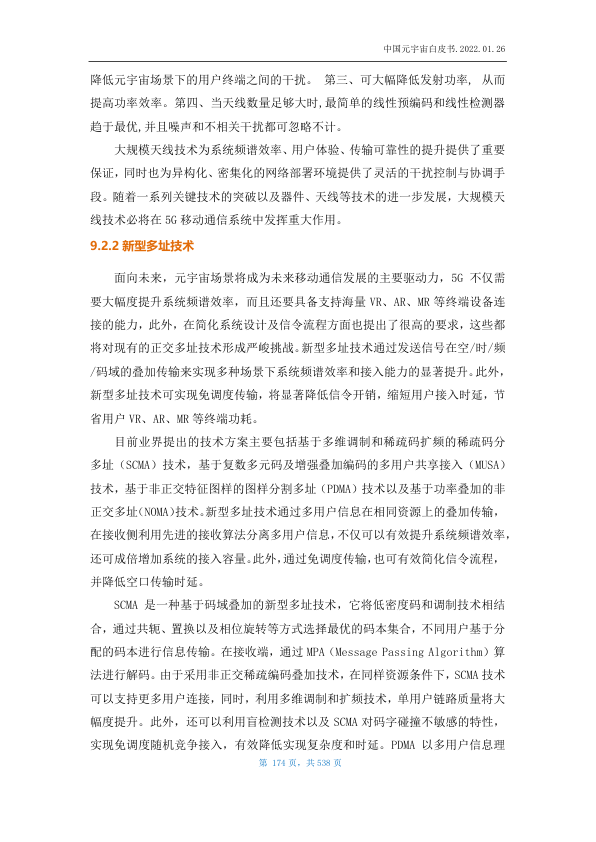 中国元宇宙白皮书.2022.01.26
降低元宇宙场景下的用户终端之间的干扰。 第三、可大幅降低发射功率, 从而
提高功率效率。第四、当天线数量足够大时,最简单的线性预编码和线性检测器
趋于最优,并且噪声和不相关干扰都可忽略不计。
大规模天线技术为系统频谱效率、用户体验、传输可靠性的提升提供了重要
保证,同时也为异构化、密集化的网络部署环境提供了灵活的干扰控制与协调手
段。随着一系列关键技术的突破以及器件、天线等技术的进一步发展,大规模天
线技术必将在 5G 移动通信系统中发挥重大作用。
9.2.2 新型多址技术
面向未来，元宇宙场景将成为未来移动通信发展的主要驱动力，5G 不仅需
要大幅度提升系统频谱效率，而且还要具备支持海量 VR、AR、MR 等终端设备连
接的能力，此外，在简化系统设计及信令流程方面也提出了很高的要求，这些都
将对现有的正交多址技术形成严峻挑战。新型多址技术通过发送信号在空/时/频
/码域的叠加传输来实现多种场景下系统频谱效率和接入能力的显著提升。此外，
新型多址技术可实现免调度传输，将显著降低信令开销，缩短用户接入时延，节
省用户 VR、AR、MR 等终端功耗。
目前业界提出的技术方案主要包括基于多维调制和稀疏码扩频的稀疏码分
多址（SCMA）技术，基于复数多元码及增强叠加编码的多用户共享接入（MUSA）
技术，基于非正交特征图样的图样分割多址（PDMA）技术以及基于功率叠加的非
正交多址(NOMA)技术。新型多址技术通过多用户信息在相同资源上的叠加传输，
在接收侧利用先进的接收算法分离多用户信息，不仅可以有效提升系统频谱效率，
还可成倍增加系统的接入容量。此外，通过免调度传输，也可有效简化信令流程，
并降低空口传输时延。
SCMA 是一种基于码域叠加的新型多址技术，它将低密度码和调制技术相结
合，通过共轭、置换以及相位旋转等方式选择最优的码本集合，不同用户基于分
配的码本进行信息传输。在接收端，通过 MPA（Message Passing Algorithm）算
法进行解码。由于采用非正交稀疏编码叠加技术，在同样资源条件下，SCMA 技术
可以支持更多用户连接，同时，利用多维调制和扩频技术，单用户链路质量将大
幅度提升。此外，还可以利用盲检测技术以及 SCMA 对码字碰撞不敏感的特性，
实现免调度随机竞争接入，有效降低实现复杂度和时延。PDMA 以多用户信息理
第 174 页，共 538 页